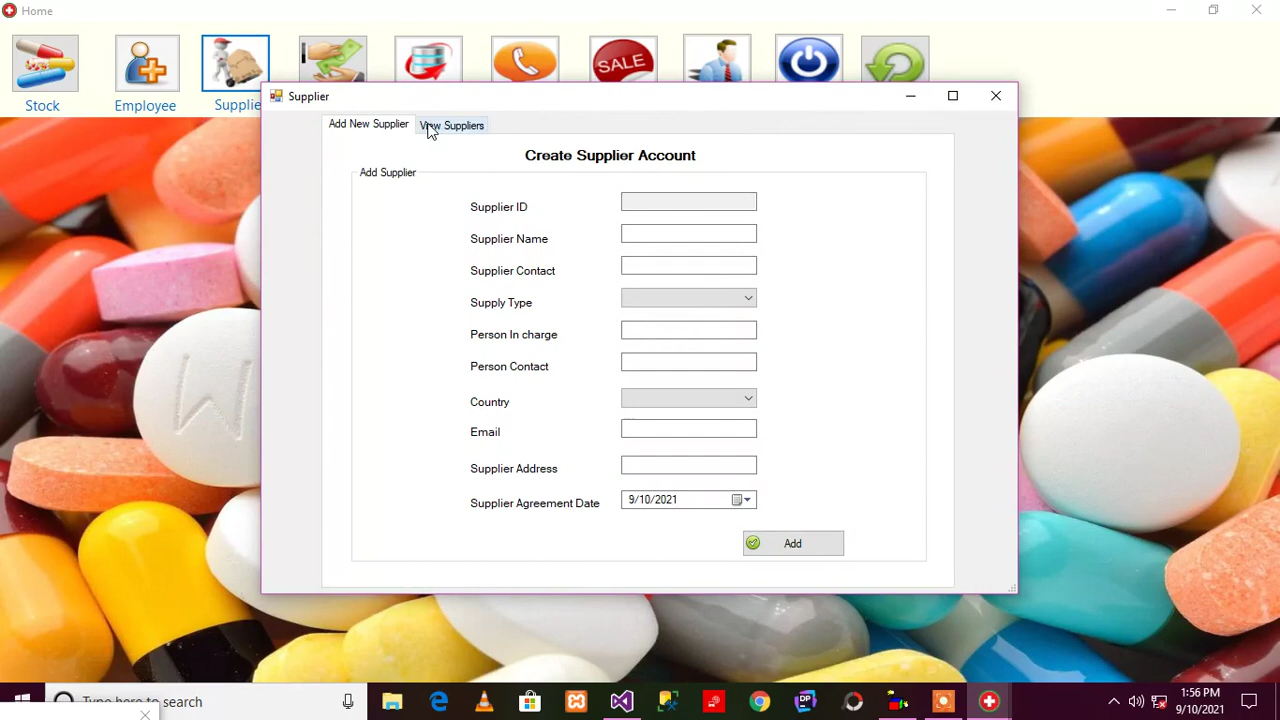 Home
SALE
Stock
Employee
Supplie
Supplier
Add New Supplier
View Suppliers
Create Supplier Account
Add Supplier
Supplier ID
Supplier Name
Supplier Contact
Supply Type
Person In charge
Person Contact
Country
Email
Supplier Address
Supplier Agreement Date
9/10/2021
Add
W
Type here to search
DP
1:56 PM
9/10/2021